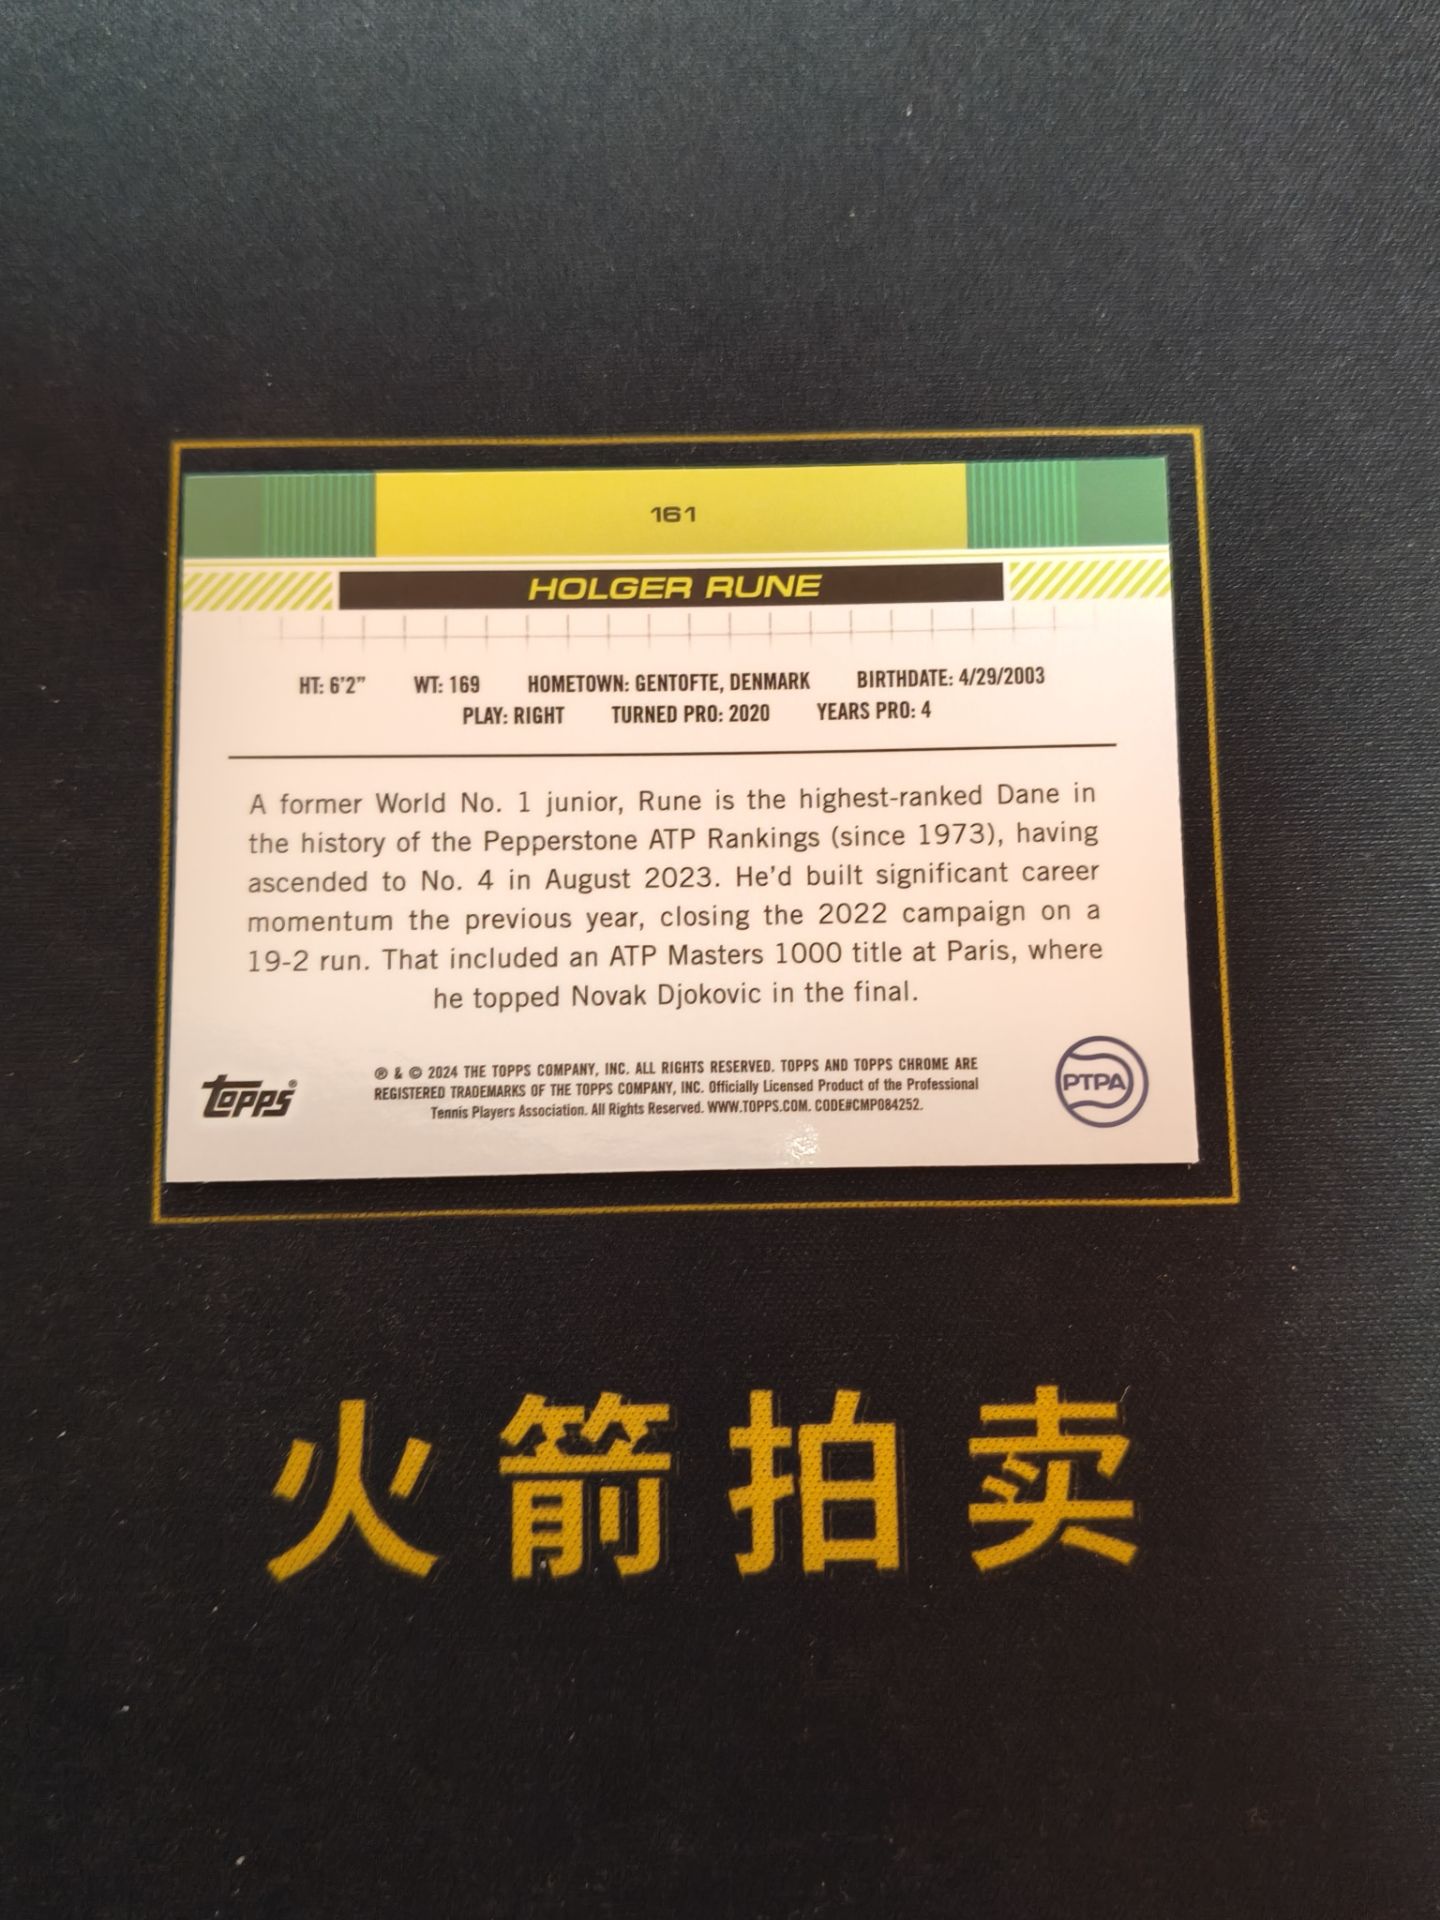 161
HOLGER RUNE
HT: 6'2" WT: 169 HOMETOWN: GENTOFTE, DENMARK BIRTHDATE: 4/29/2003
PLAY: RIGHT TURNED PRO: 2020 YEARS PRO: 4
A former World No. 1 junior, Rune is the highest-ranked Dane in
the history of the Pepperstone ATP Rankings (since 1973), having
ascended to No. 4 in August 2023. He'd built significant career
momentum the previous year, closing the 2022 campaign on a
19-2 run. That included an ATP Masters 1000 title at Paris, where
he topped Novak Djokovic in the final.
topps®
® & © 2024 THE TOPPS COMPANY, INC. ALL RIGHTS RESERVED. TOPPS AND TOPPS CHROME ARE
REGISTERED TRADEMARKS OF THE TOPPS COMPANY, INC. Officially Licensed Product of the Professional
Tennis Players Association. All Rights Reserved. WWW.TOPPS.COM. CODE#CMP084252.
PTPA
火箭拍卖